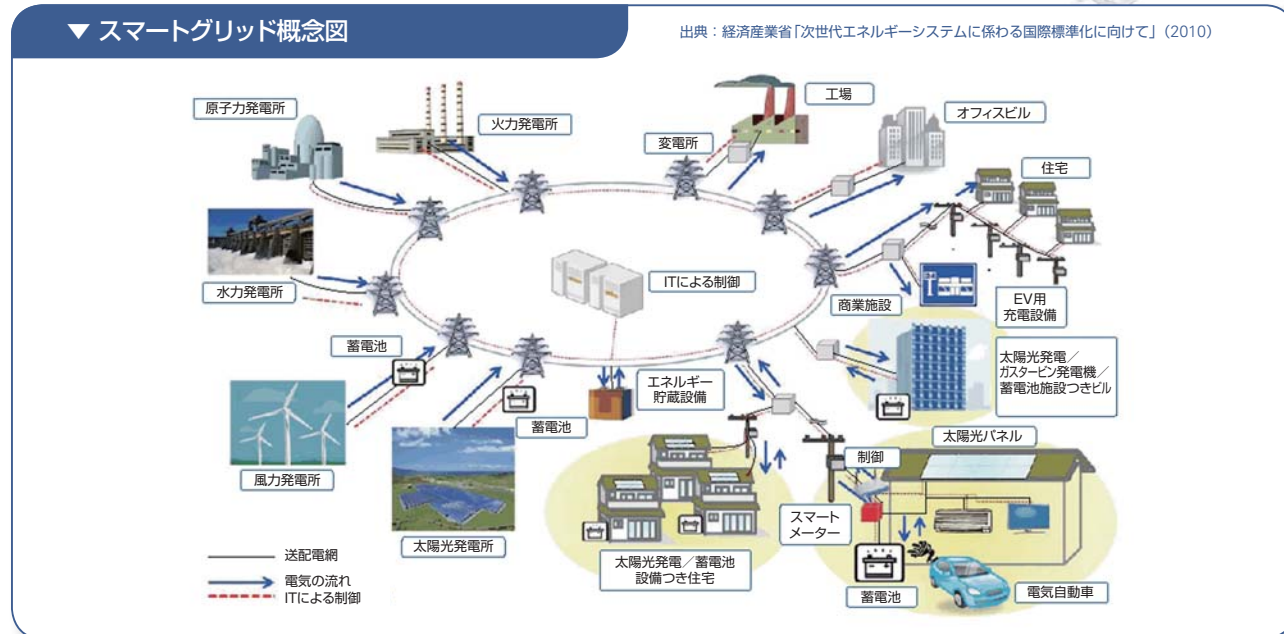 ▼ スマートグリッド概念図
出典：経済産業省「次世代エネルギーシステムに係わる国際標準化に向けて」（2010）
原子力発電所
火力発電所
変電所
工場
オフィスビル
住宅
水力発電所
ITによる制御
商業施設
EV用
充電設備
蓄電池
風力発電所
蓄電池
太陽光発電所
エネルギー
貯蔵設備
太陽光発電／
ガスタービン発電機／
蓄電池施設つきビル
太陽光パネル
制御
スマート
メーター
太陽光発電／蓄電池
設備つき住宅
蓄電池
電気自動車
送配電網
電気の流れ
ITによる制御